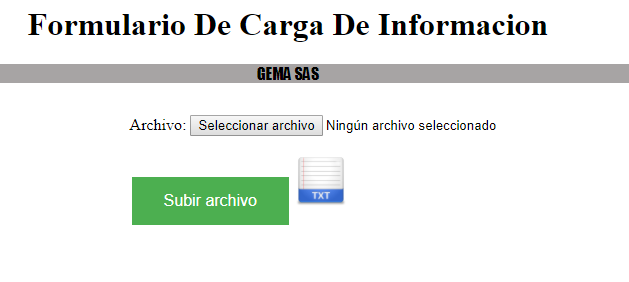 Formulario De Carga De Informacion
GEMA SAS
Archivo: Seleccionar archivo Ningún archivo seleccionado
Subir archivo TXT